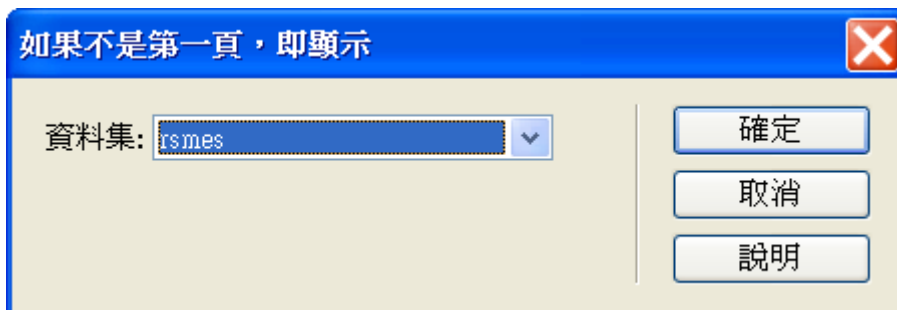 如果不是第一頁，即顯示
資料集: rsmes
確定
取消
說明